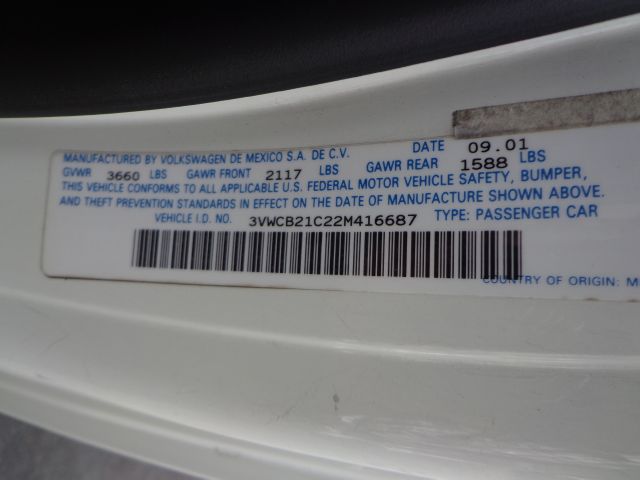 MANUFACTURED BY VOLKSWAGEN DE MEXICO S.A. DE C.V. DATE 09.01
GVWR 3660 LBS GAWR FRONT 2117 LBS GAWR REAR 1588 LBS
THIS VEHICLE CONFORMS TO ALL APPLICABLE U.S. FEDERAL MOTOR VEHICLE SAFETY, BUMPER,
AND THEFT PREVENTION STANDARDS IN EFFECT ON THE DATE OF MANUFACTURE SHOWN ABOVE.
VEHICLE I.D. NO. 3VWCB21C22M416687 TYPE: PASSENGER CAR
COUNTRY OF ORIGIN: